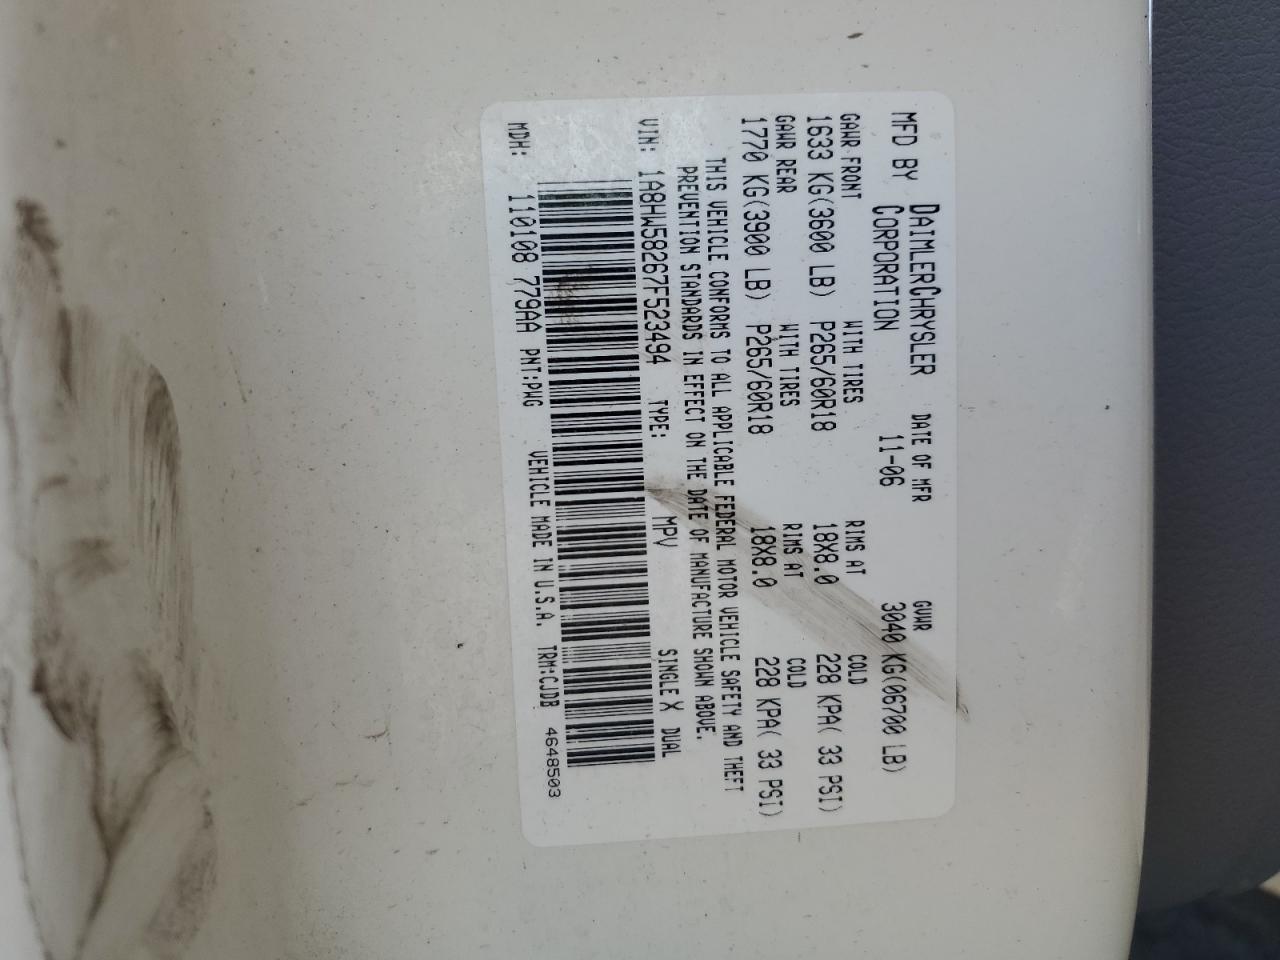 MFD BY DAIMLERCHRYSLER CORPORATION
DATE OF MFR 11-06
GVWR 3040 KG(06700 LB)
GAWR FRONT WITH TIRES RIMS AT COLD
1633 KG(3600 LB) P265/60R18 18X8.0 228 KPA( 33 PSI)
GAWR REAR WITH TIRES RIMS AT COLD
1770 KG(3900 LB) P265/60R18 18X8.0 228 KPA( 33 PSI)
THIS VEHICLE CONFORMS TO ALL APPLICABLE FEDERAL MOTOR VEHICLE SAFETY AND THEFT
PREVENTION STANDARDS IN EFFECT ON THE DATE OF MANUFACTURE SHOWN ABOVE.
VIN: 1A8HW58267F523494 TYPE: MPV SINGLE X DUAL
MDH: 110108 779AA PNT:PWG VEHICLE MADE IN U.S.A. TRM:CJDB 4648503